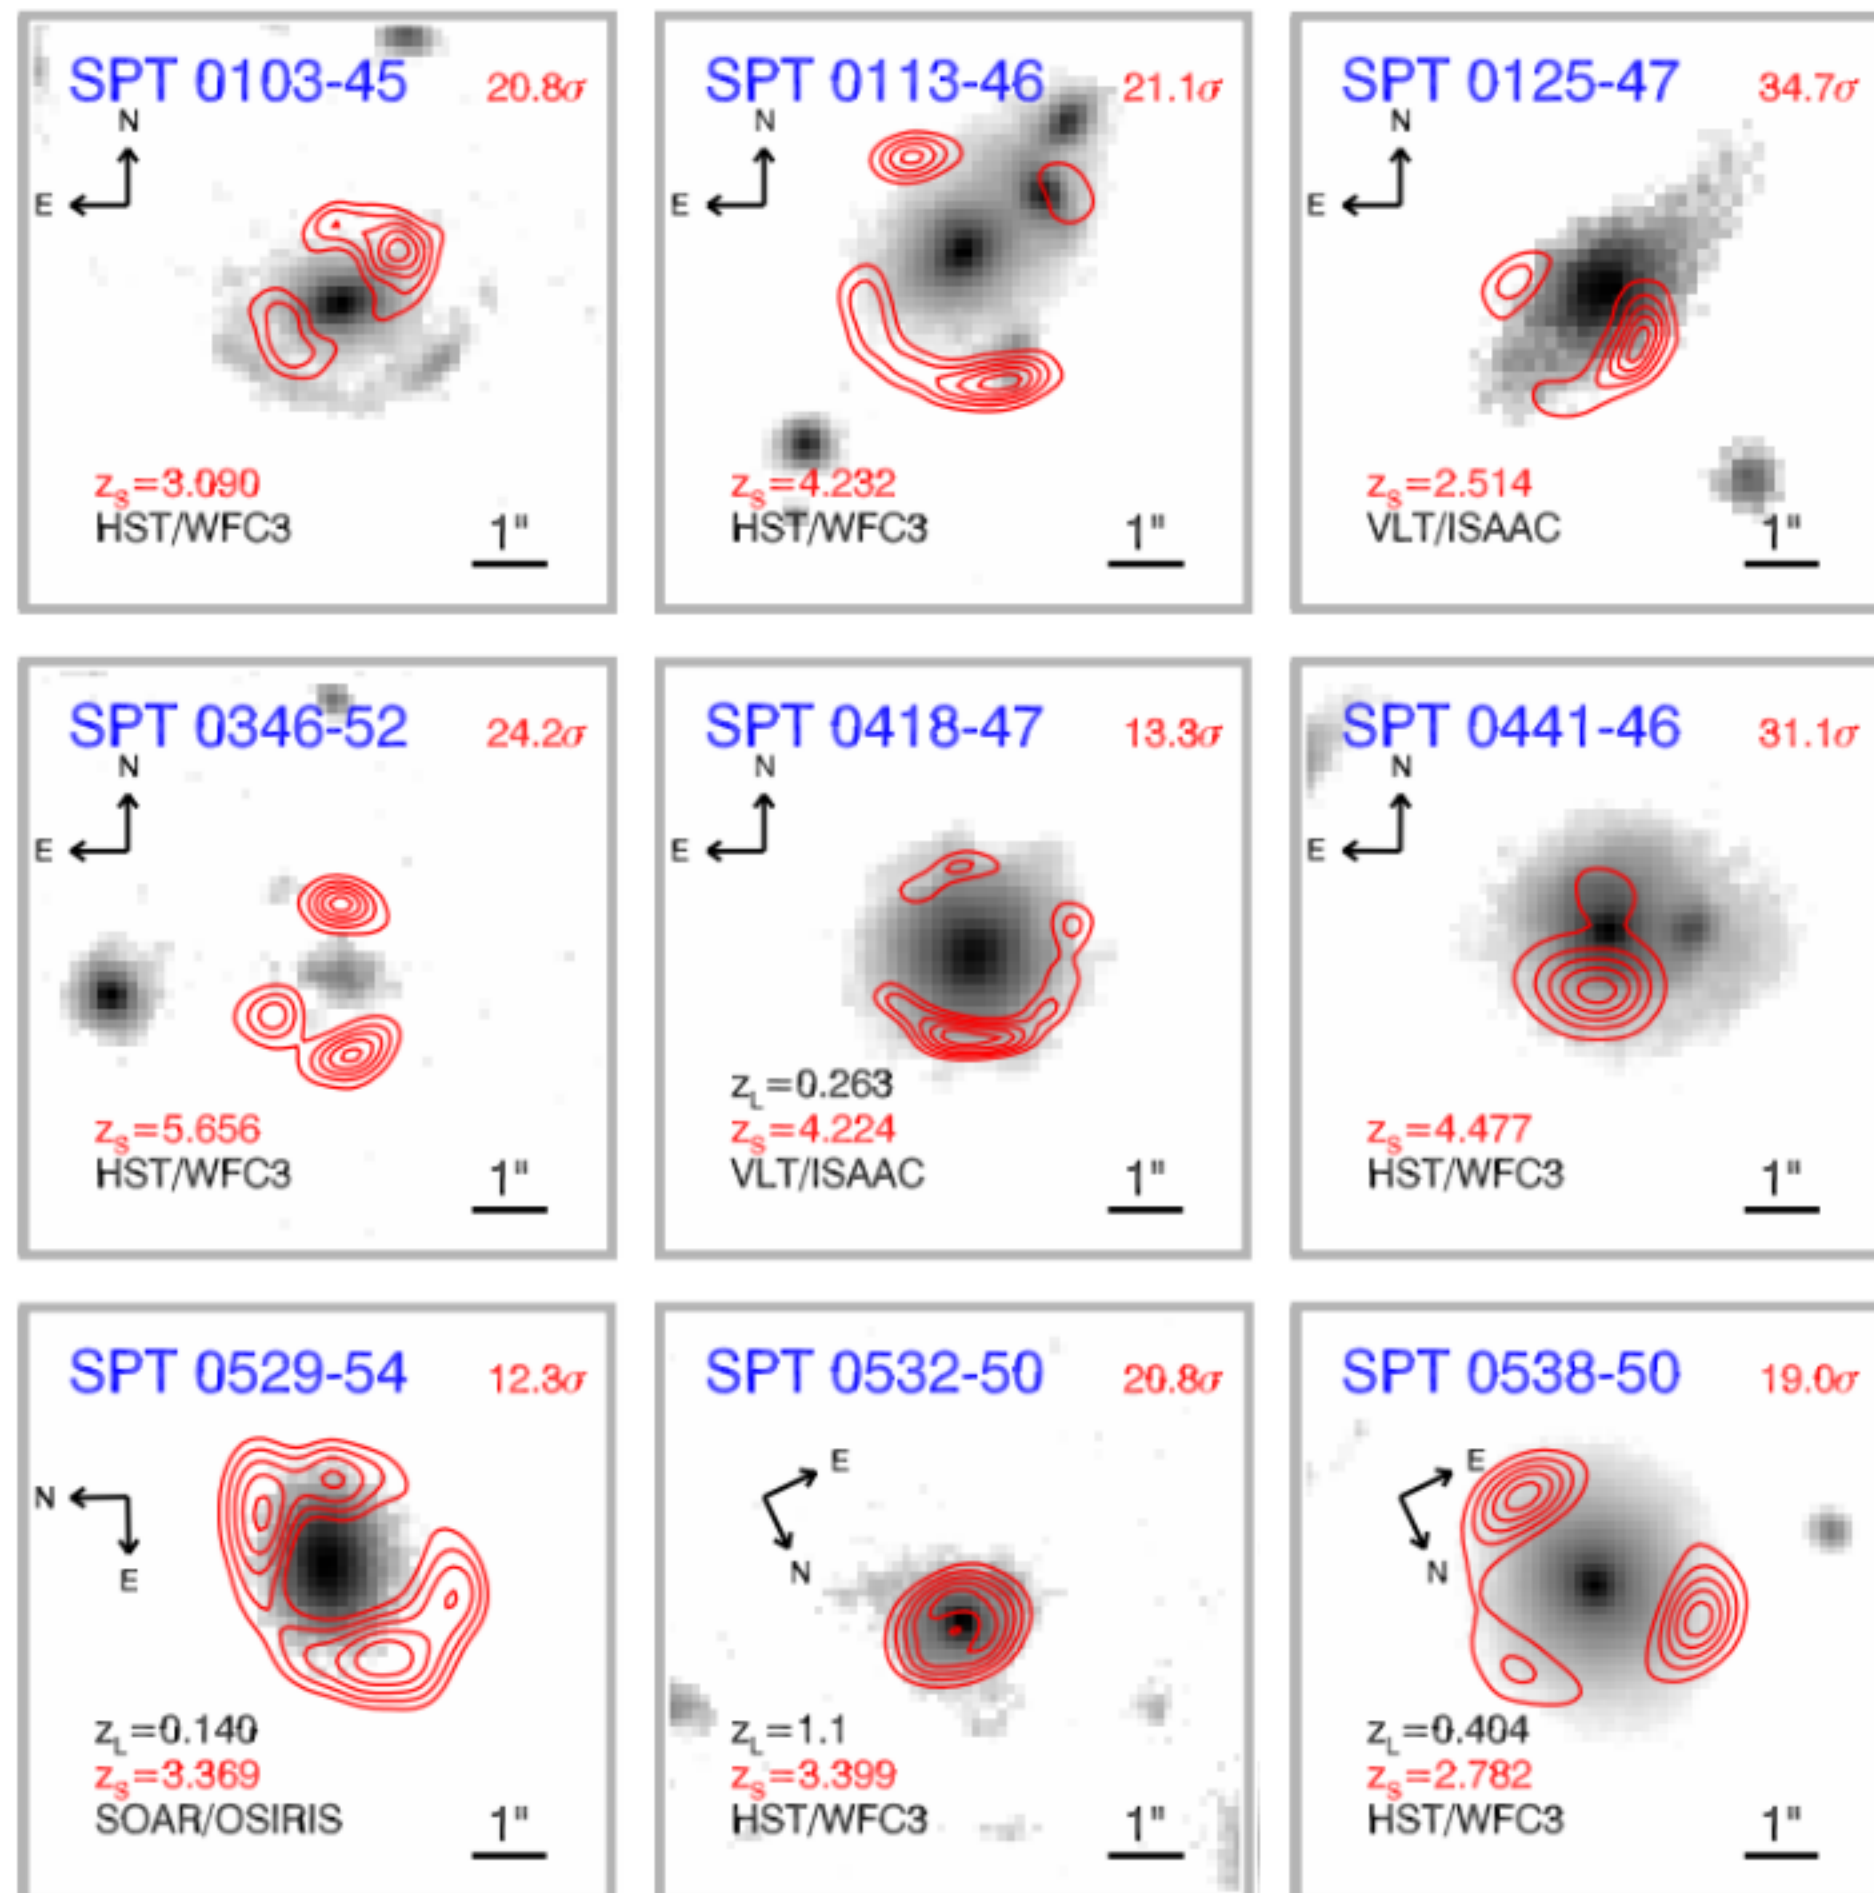 SPT 0103-45 20.8σ
N
E
z_S=3.090
HST/WFC3 1"
SPT 0113-46 21.1σ
N
E
z_S=4.232
HST/WFC3 1"
SPT 0125-47 34.7σ
N
E
z_S=2.514
VLT/ISAAC 1"
SPT 0346-52 24.2σ
N
E
z_S=5.656
HST/WFC3 1"
SPT 0418-47 13.3σ
N
E
z_L=0.263
z_S=4.224
VLT/ISAAC 1"
SPT 0441-46 31.1σ
N
E
z_S=4.477
HST/WFC3 1"
SPT 0529-54 12.3σ
N
E
z_L=0.140
z_S=3.369
SOAR/OSIRIS 1"
SPT 0532-50 20.8σ
E
N
z_L=1.1
z_S=3.399
HST/WFC3 1"
SPT 0538-50 19.0σ
E
N
z_L=0.404
z_S=2.782
HST/WFC3 1"